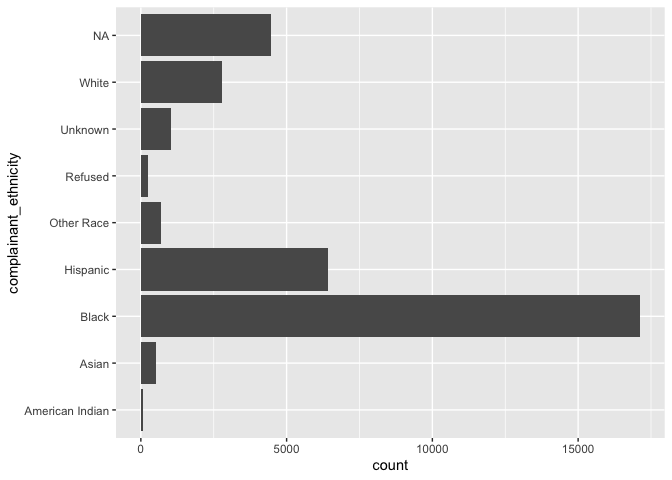 NA
White
Unknown
Refused
Other Race
Hispanic
Black
Asian
American Indian
complainant_ethnicity
0 5000 10000 15000
count